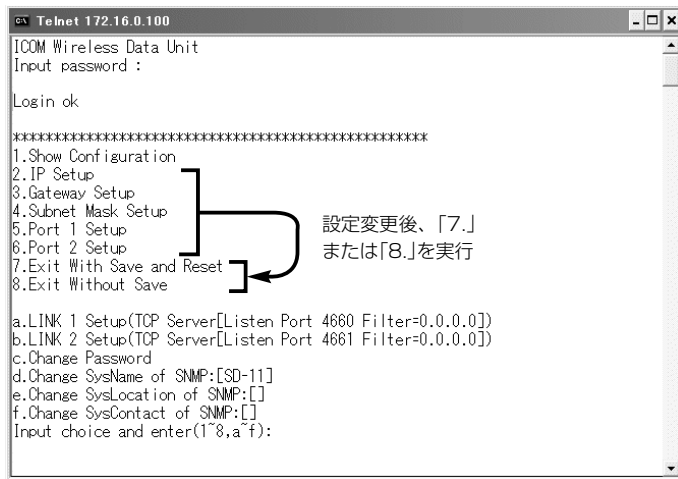 Telnet 172.16.0.100
ICOM Wireless Data Unit
Input password :
Login ok
***************************************************
1.Show Configuration
2.IP Setup
3.Gateway Setup
4.Subnet Mask Setup
5.Port 1 Setup
6.Port 2 Setup
7.Exit With Save and Reset
8.Exit Without Save
設定変更後、「7.」
または「8.」を実行
a.LINK 1 Setup(TCP Server[Listen Port 4660 Filter=0.0.0.0])
b.LINK 2 Setup(TCP Server[Listen Port 4661 Filter=0.0.0.0])
c.Change Password
d.Change SysName of SNMP:[SD-11]
e.Change SysLocation of SNMP:[]
f.Change SysContact of SNMP:[]
Input choice and enter(1~8,a~f):